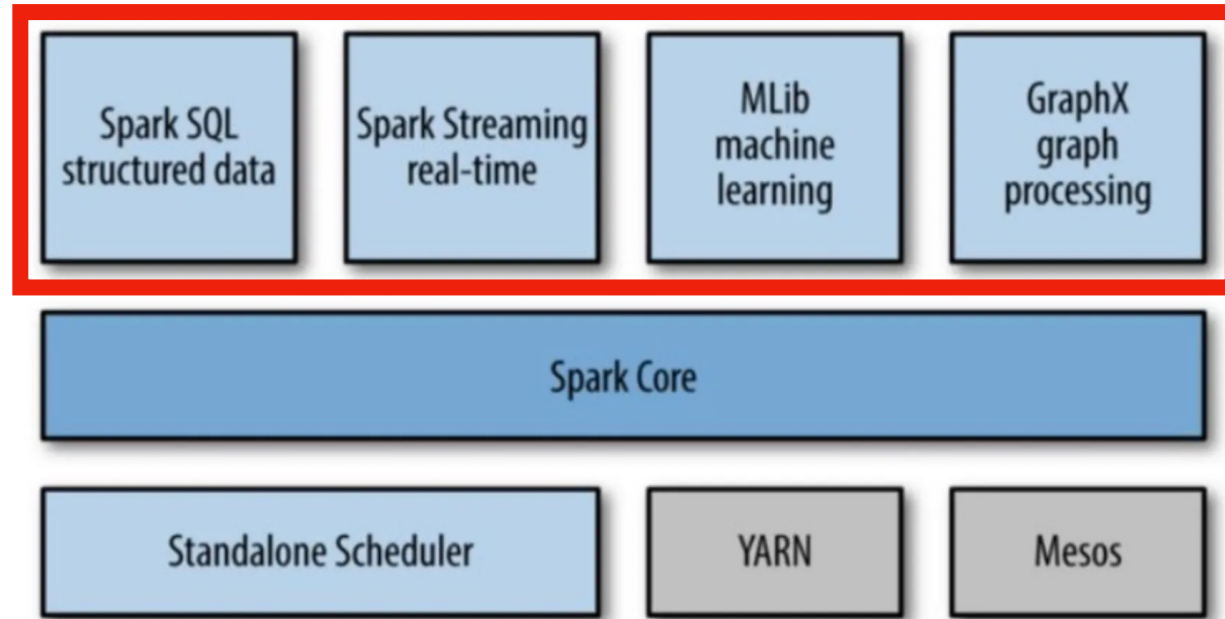 Spark SQL
structured data
Spark Streaming
real-time
MLib
machine
learning
GraphX
graph
processing
Spark Core
Standalone Scheduler
YARN
Mesos